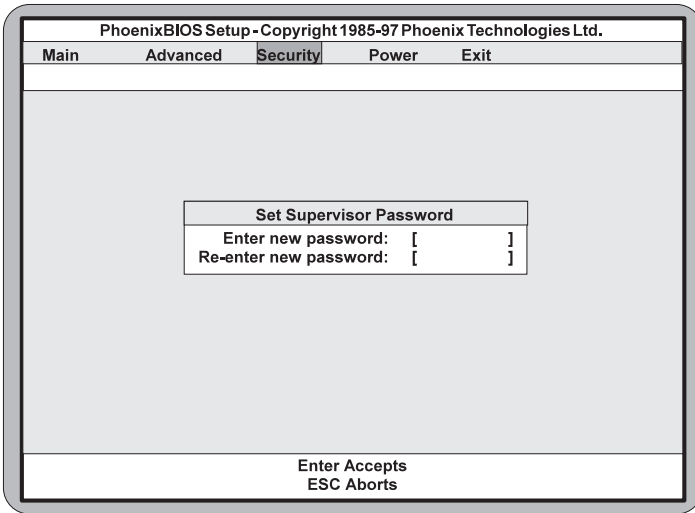 PhoenixBIOS Setup - Copyright 1985-97 Phoenix Technologies Ltd.
Main Advanced Security Power Exit
Set Supervisor Password
Enter new password: [ ]
Re-enter new password: [ ]
Enter Accepts
ESC Aborts